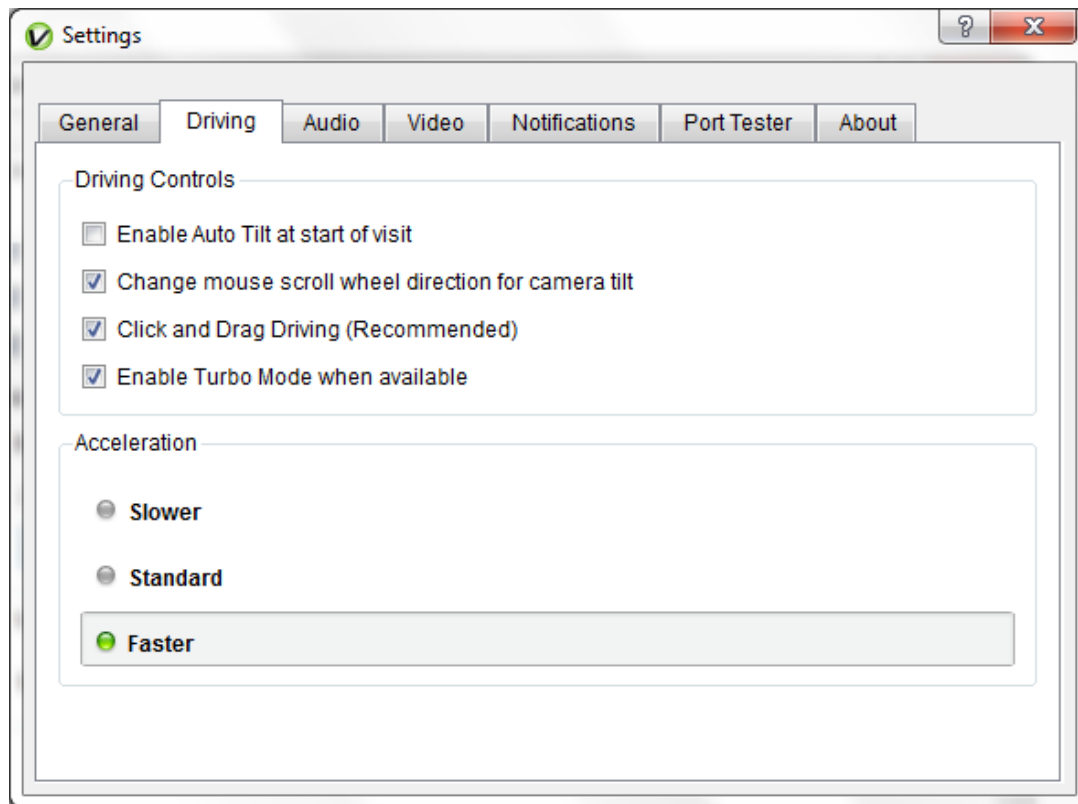 Settings
General Driving Audio Video Notifications Port Tester About
Driving Controls
Enable Auto Tilt at start of visit
Change mouse scroll wheel direction for camera tilt
Click and Drag Driving (Recommended)
Enable Turbo Mode when available
Acceleration
Slower
Standard
Faster